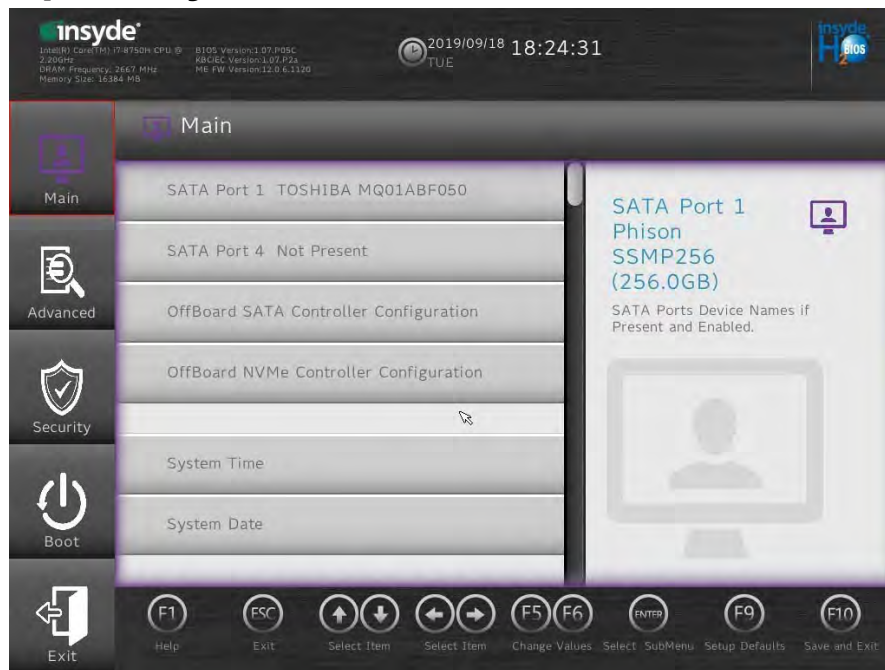 insyde
Intel(R) Core(TM) i7-8750H CPU @
2.20GHz
DRAM Frequency: 2667 MHz
Memory Size: 16384 MB
BIOS Version:1.07.P05C
KBC/EC Version:1.07.P2a
ME FW Version:12.0.6.1120
2019/09/18 18:24:31
TUE
insyde
H2O BIOS
Main
Main
SATA Port 1 TOSHIBA MQ01ABF050
SATA Port 4 Not Present
OffBoard SATA Controller Configuration
OffBoard NVMe Controller Configuration
System Time
System Date
SATA Port 1
Phison
SSMP256
(256.0GB)
SATA Ports Device Names if
Present and Enabled.
Advanced
Security
Boot
Exit
F1
Help
ESC
Exit
Select Item
Select Item
F5 F6
Change Values
ENTER
Select SubMenu
F9
Setup Defaults
F10
Save and Exit